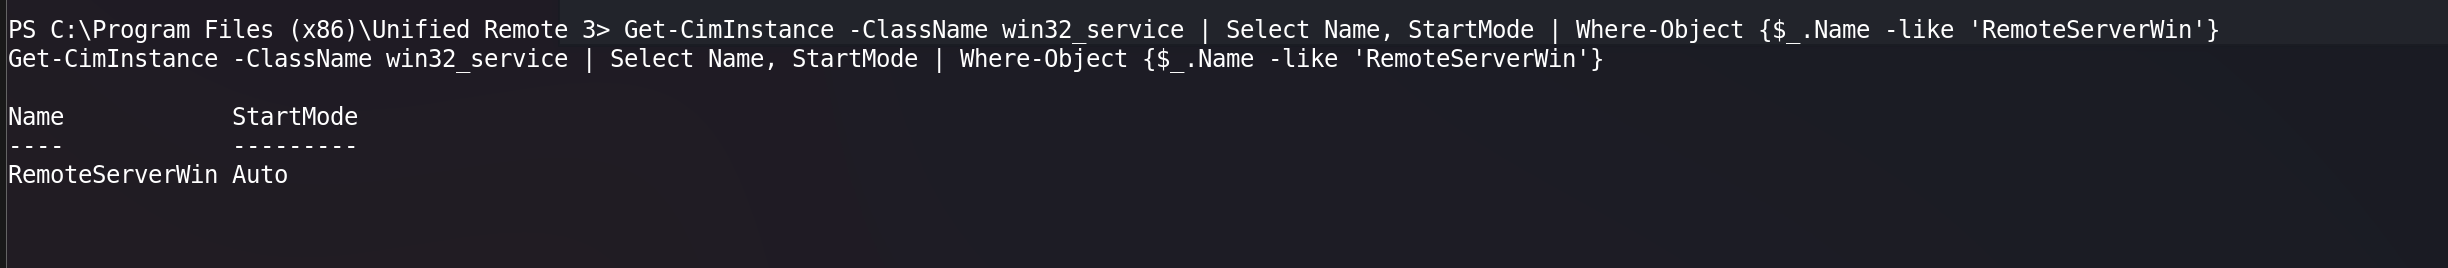 PS C:\Program Files (x86)\Unified Remote 3> Get-CimInstance -ClassName win32_service | Select Name, StartMode | Where-Object {$_.Name -like 'RemoteServerWin'}
Get-CimInstance -ClassName win32_service | Select Name, StartMode | Where-Object {$_.Name -like 'RemoteServerWin'}

Name            StartMode
----            ---------
RemoteServerWin Auto